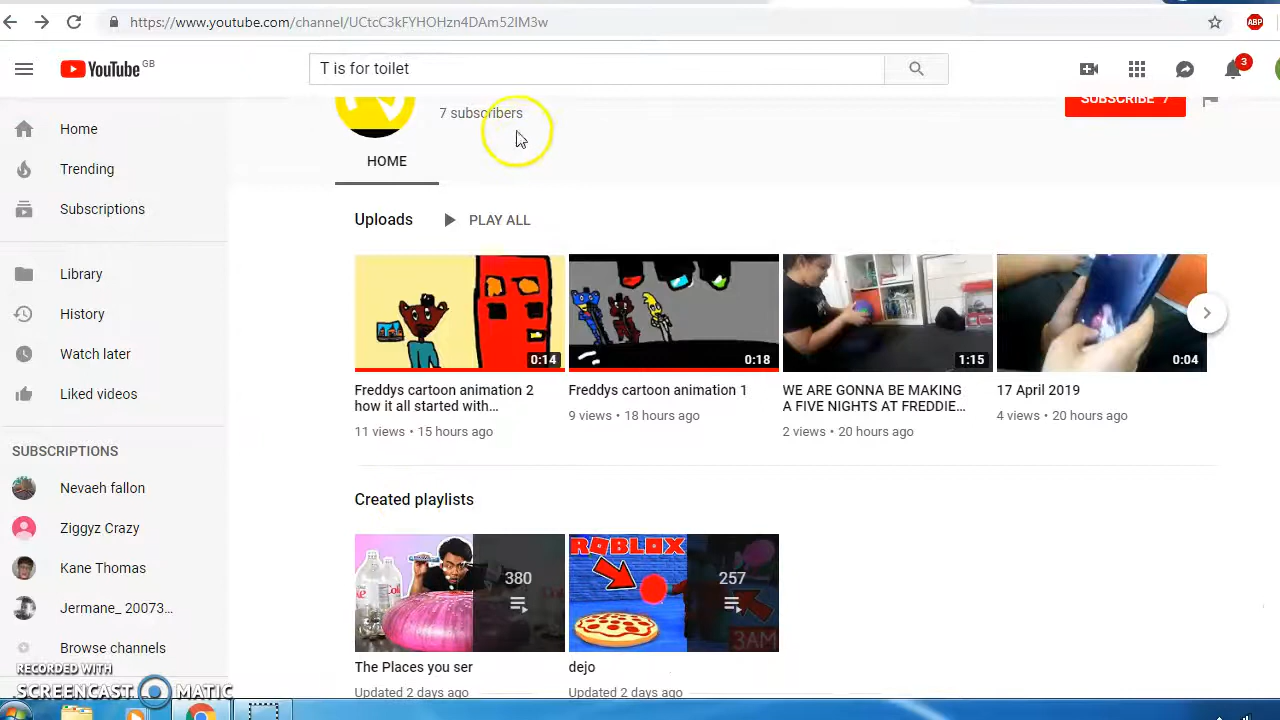 https://www.youtube.com/channel/UCtcC3kFYHOHzn4DAm52IM3w
ABP
YouTube GB
T is for toilet
3
7 subscribers
SUBSCRIBE 7
HOME
Home
Trending
Subscriptions
Library
History
Watch later
Liked videos
SUBSCRIPTIONS
Nevaeh fallon
Ziggyz Crazy
Kane Thomas
Jermane_ 20073...
Browse channels
Uploads
PLAY ALL
0:14
0:18
1:15
0:04
Freddys cartoon animation 2
how it all started with...
11 views • 15 hours ago
Freddys cartoon animation 1
9 views • 18 hours ago
WE ARE GONNA BE MAKING
A FIVE NIGHTS AT FREDDIE...
2 views • 20 hours ago
17 April 2019
4 views • 20 hours ago
Created playlists
380
The Places you ser
Updated 2 days ago
ROBLOX
257
3AM
dejo
Updated 2 days ago
RECORDED WITH
SCREENCAST MATIC